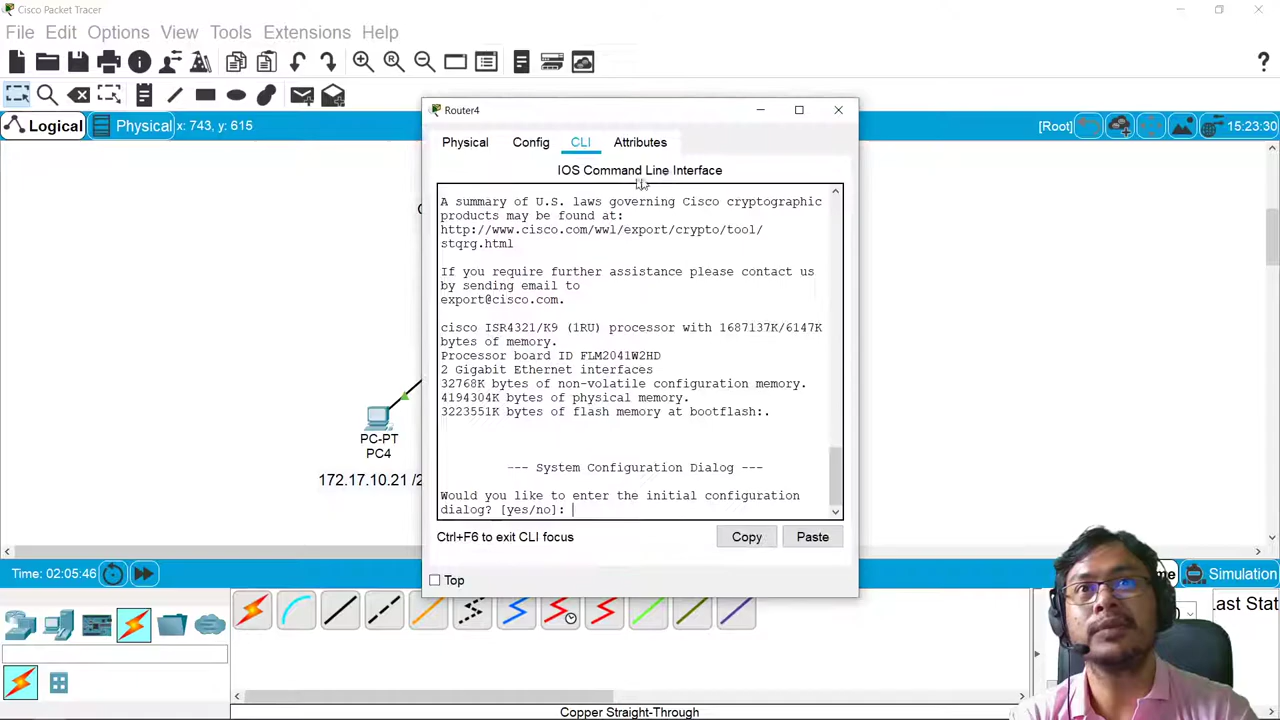 Cisco Packet Tracer
File Edit Options View Tools Extensions Help
Logical Physical x: 743, y: 615 [Root] 15:23:30
Router4
Physical Config CLI Attributes
IOS Command Line Interface
A summary of U.S. laws governing Cisco cryptographic
products may be found at:
http://www.cisco.com/wwl/export/crypto/tool/
stqrg.html
If you require further assistance please contact us
by sending email to
export@cisco.com.
cisco ISR4321/K9 (1RU) processor with 1687137K/6147K
bytes of memory.
Processor board ID FLM2041W2HD
2 Gigabit Ethernet interfaces
32768K bytes of non-volatile configuration memory.
4194304K bytes of physical memory.
3223551K bytes of flash memory at bootflash:.
--- System Configuration Dialog ---
Would you like to enter the initial configuration
dialog? [yes/no]:
Ctrl+F6 to exit CLI focus Copy Paste
Top
PC-PT
PC4
172.17.10.21 /2
Time: 02:05:46 Simulation
Copper Straight-Through